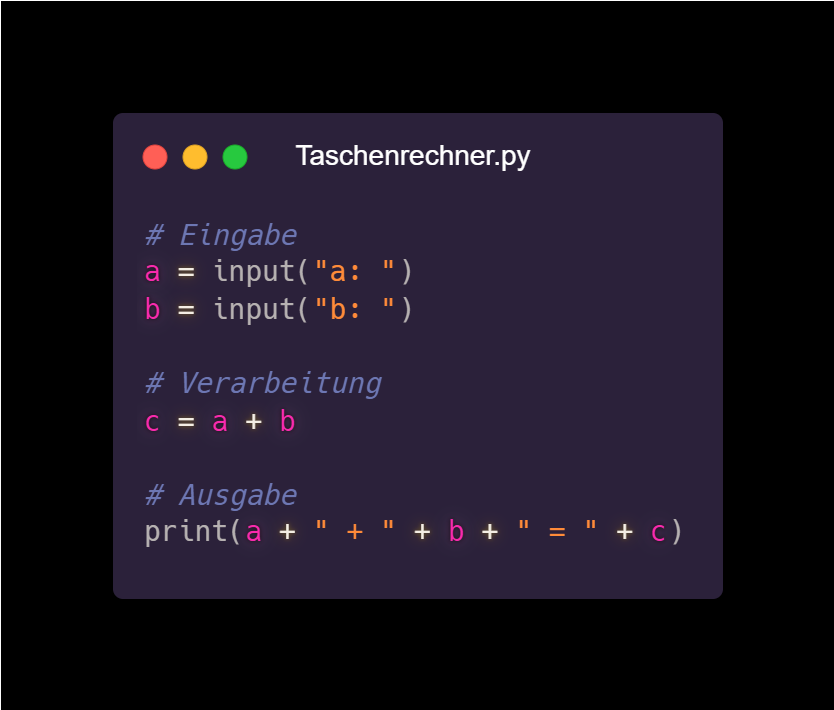 Taschenrechner.py
# Eingabe
a = input("a: ")
b = input("b: ")
# Verarbeitung
c = a + b
# Ausgabe
print(a + " + " + b + " = " + c)